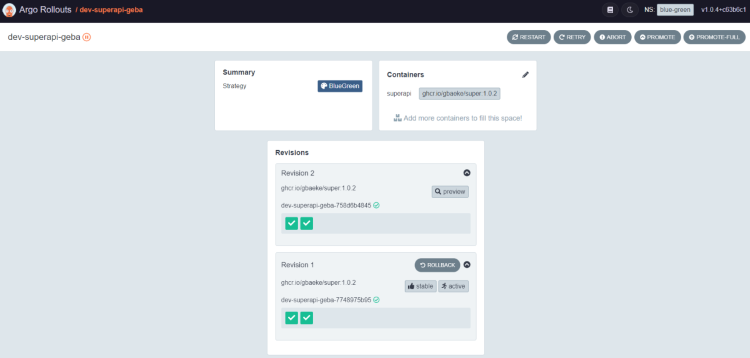 Argo Rollouts / dev-superapi-geba
NS: blue-green v1.0.4+c63b6c1
dev-superapi-geba
RESTART RETRY ABORT PROMOTE PROMOTE-FULL
Summary
Strategy BlueGreen
Containers
superapi ghcr.io/gbaeke/super:1.0.2
Add more containers to fill this space!
Revisions
Revision 2
ghcr.io/gbaeke/super:1.0.2
preview
dev-superapi-geba-758d6b4845
Revision 1 ROLLBACK
ghcr.io/gbaeke/super:1.0.2
stable active
dev-superapi-geba-7748975b95